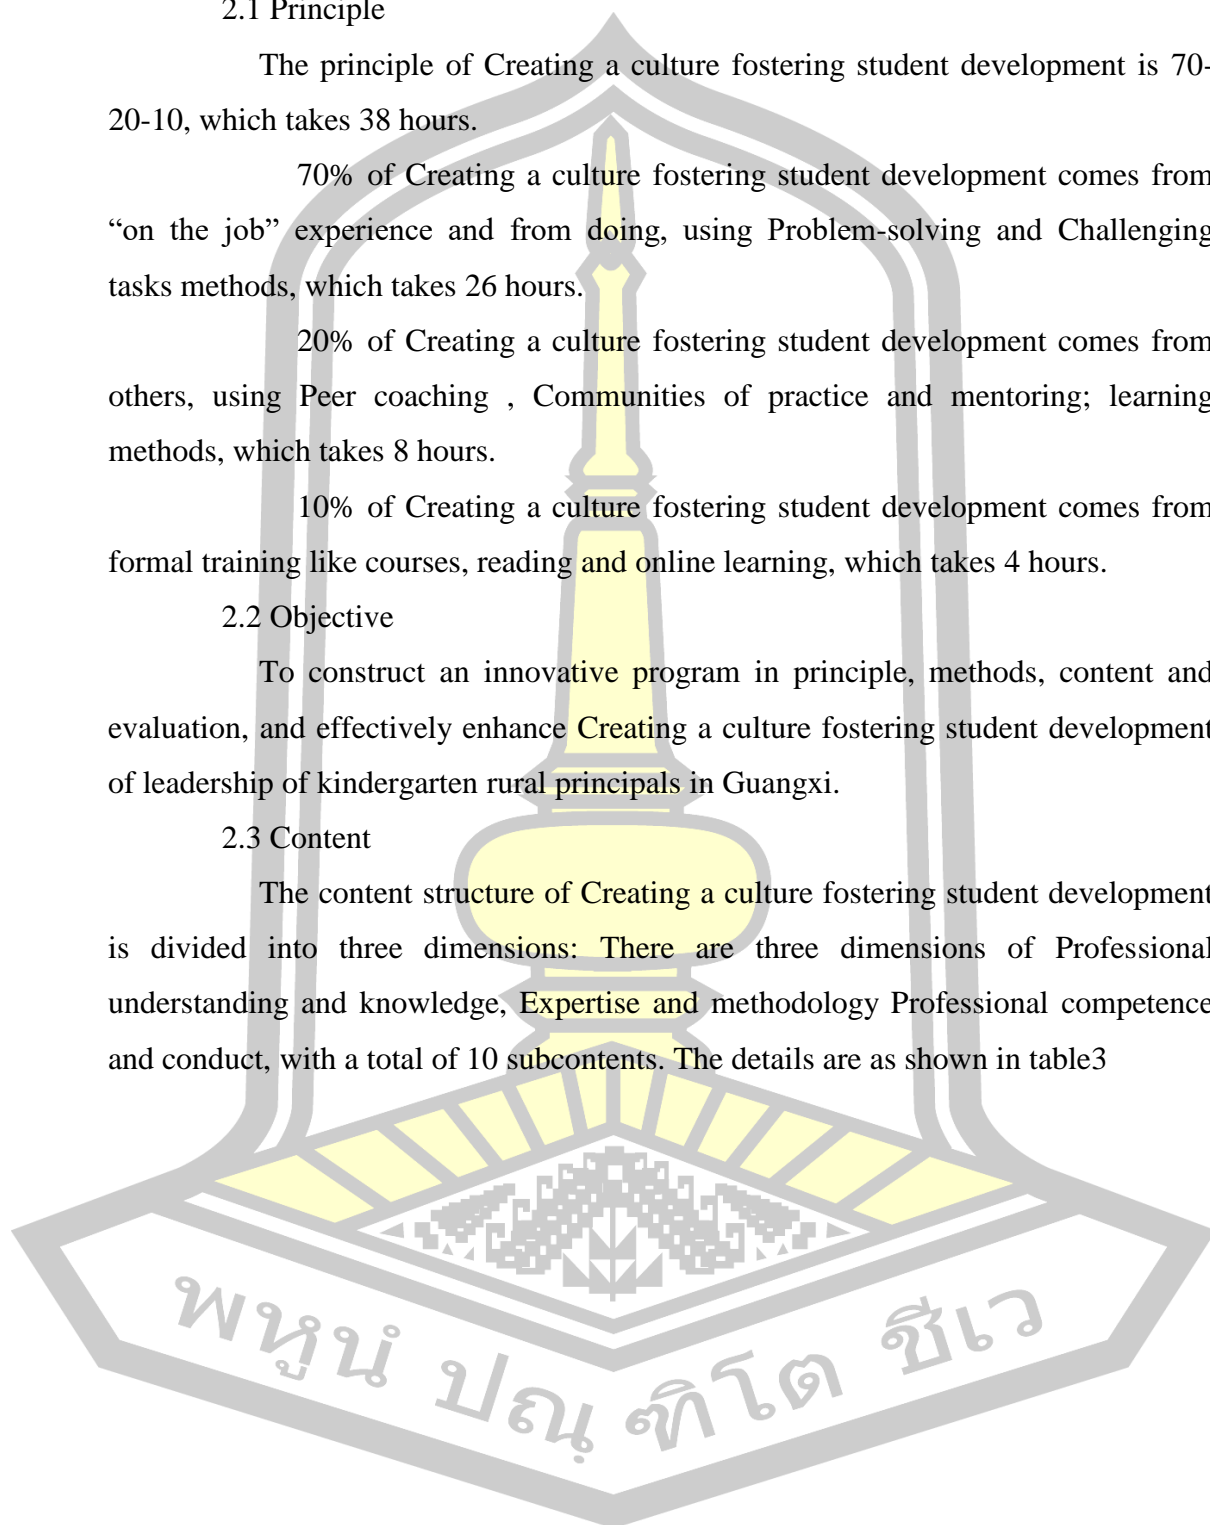 2.1 Principle
The principle of Creating a culture fostering student development is 70-
20-10, which takes 38 hours.
70% of Creating a culture fostering student development comes from
“on the job” experience and from doing, using Problem-solving and Challenging
tasks methods, which takes 26 hours.
20% of Creating a culture fostering student development comes from
others, using Peer coaching , Communities of practice and mentoring; learning
methods, which takes 8 hours.
10% of Creating a culture fostering student development comes from
formal training like courses, reading and online learning, which takes 4 hours.
2.2 Objective
To construct an innovative program in principle, methods, content and
evaluation, and effectively enhance Creating a culture fostering student development
of leadership of kindergarten rural principals in Guangxi.
2.3 Content
The content structure of Creating a culture fostering student development
is divided into three dimensions: There are three dimensions of Professional
understanding and knowledge, Expertise and methodology Professional competence
and conduct, with a total of 10 subcontents. The details are as shown in table3
พหูนํ ปณฺฑิโต ชีเว